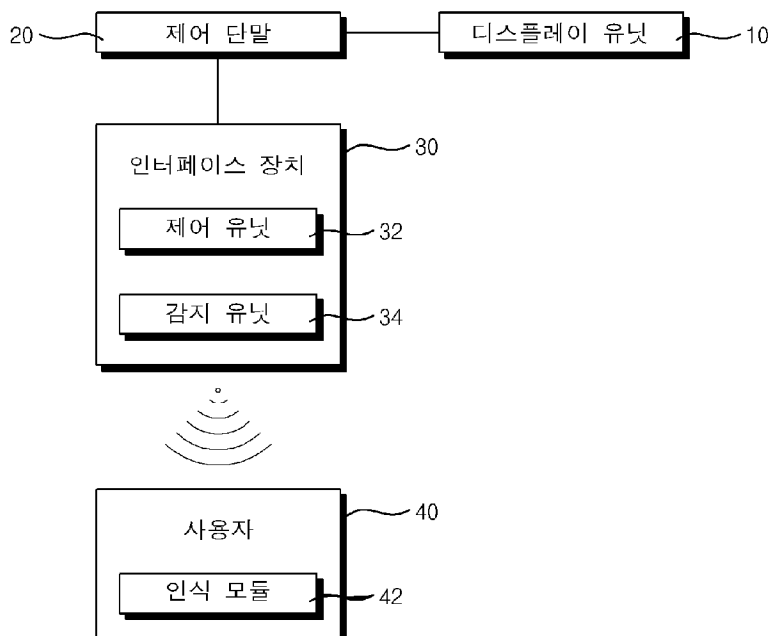 20 제어 단말 디스플레이 유닛 10
인터페이스 장치 30
제어 유닛 32
감지 유닛 34
사용자 40
인식 모듈 42